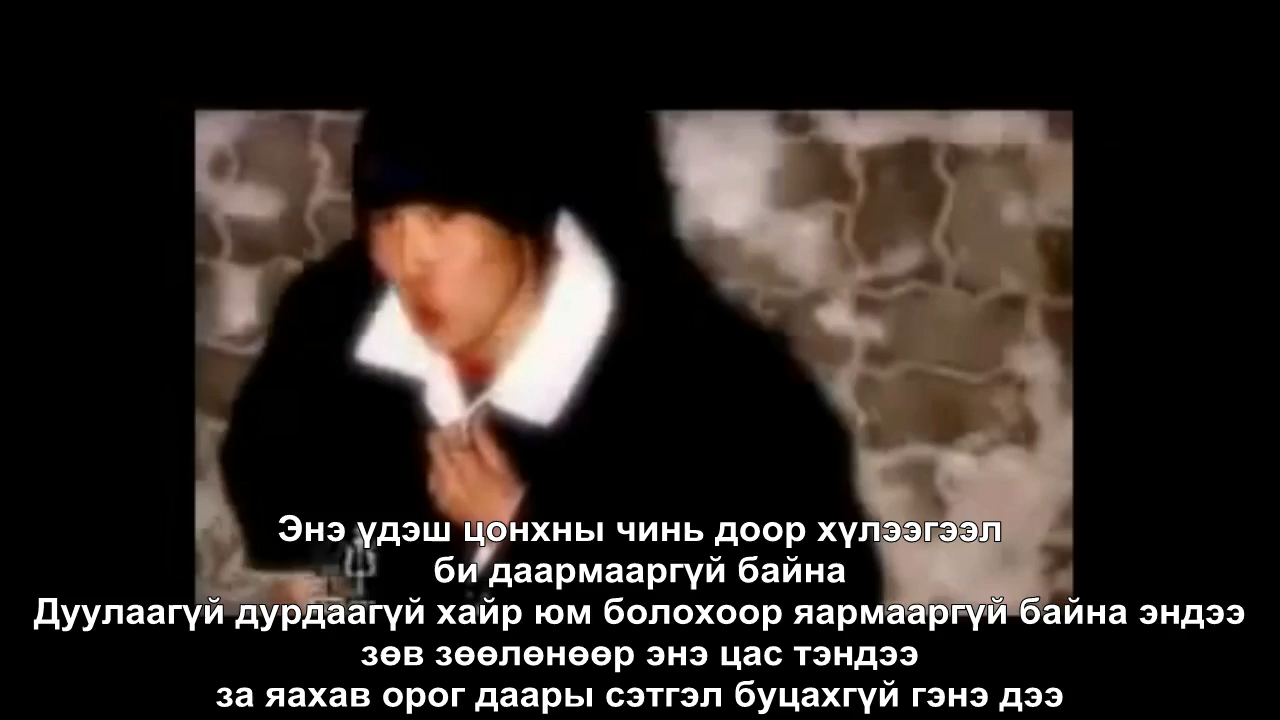 Энэ үдэш цонхны чинь доор хүлээгээл
би даармааргүй байна
Дуулаагүй дурдаагүй хайр юм болохоор яармааргүй байна эндээ
зөв зөөлөнөөр энэ цас тэндээ
за яахав орог даары сэтгэл буцахгүй гэнэ дээ